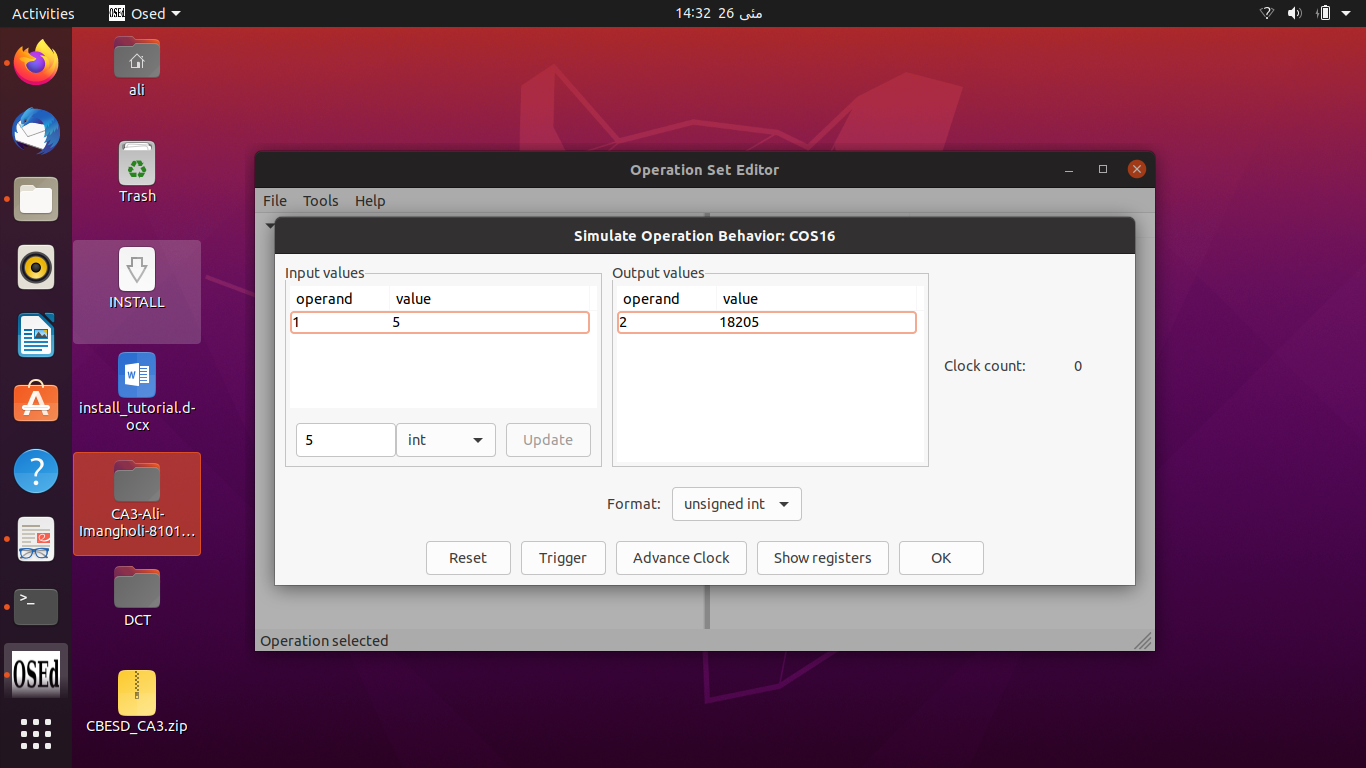 Activities
OSEd Osed
14:32 26 مئی
ali
Trash
INSTALL
install_tutorial.d-
ocx
CA3-Ali-
Imangholi-8101...
DCT
CBESD_CA3.zip
>_
?
OSEd
Operation Set Editor
File Tools Help
Simulate Operation Behavior: COS16
Input values
operand value
1 5
5 int Update
Output values
operand value
2 18205
Clock count: 0
Format: unsigned int
Reset Trigger Advance Clock Show registers OK
Operation selected